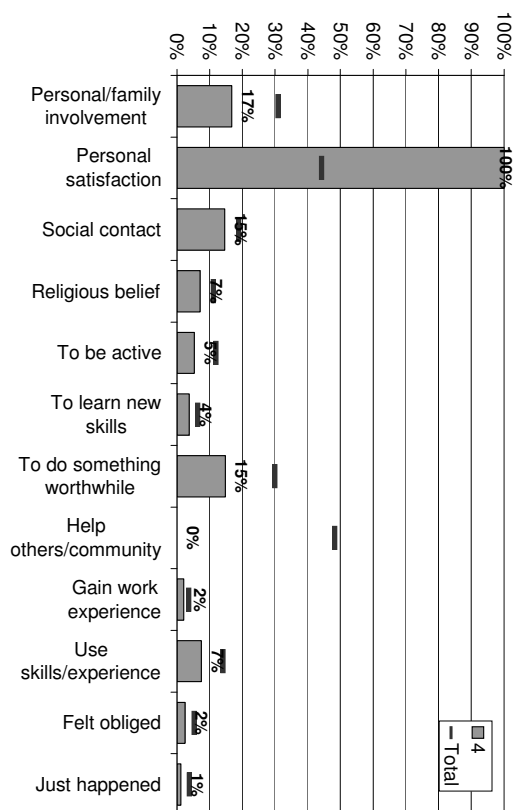 100%
90%
80%
70%
60%
50%
40%
30%
20%
10%
0%
17%
100%
15%
7%
5%
4%
15%
0%
2%
7%
2%
1%
Personal/family
involvement
Personal
satisfaction
Social contact
Religious belief
To be active
To learn new
skills
To do something
worthwhile
Help
others/community
Gain work
experience
Use
skills/experience
Felt obliged
Just happened
4
Total